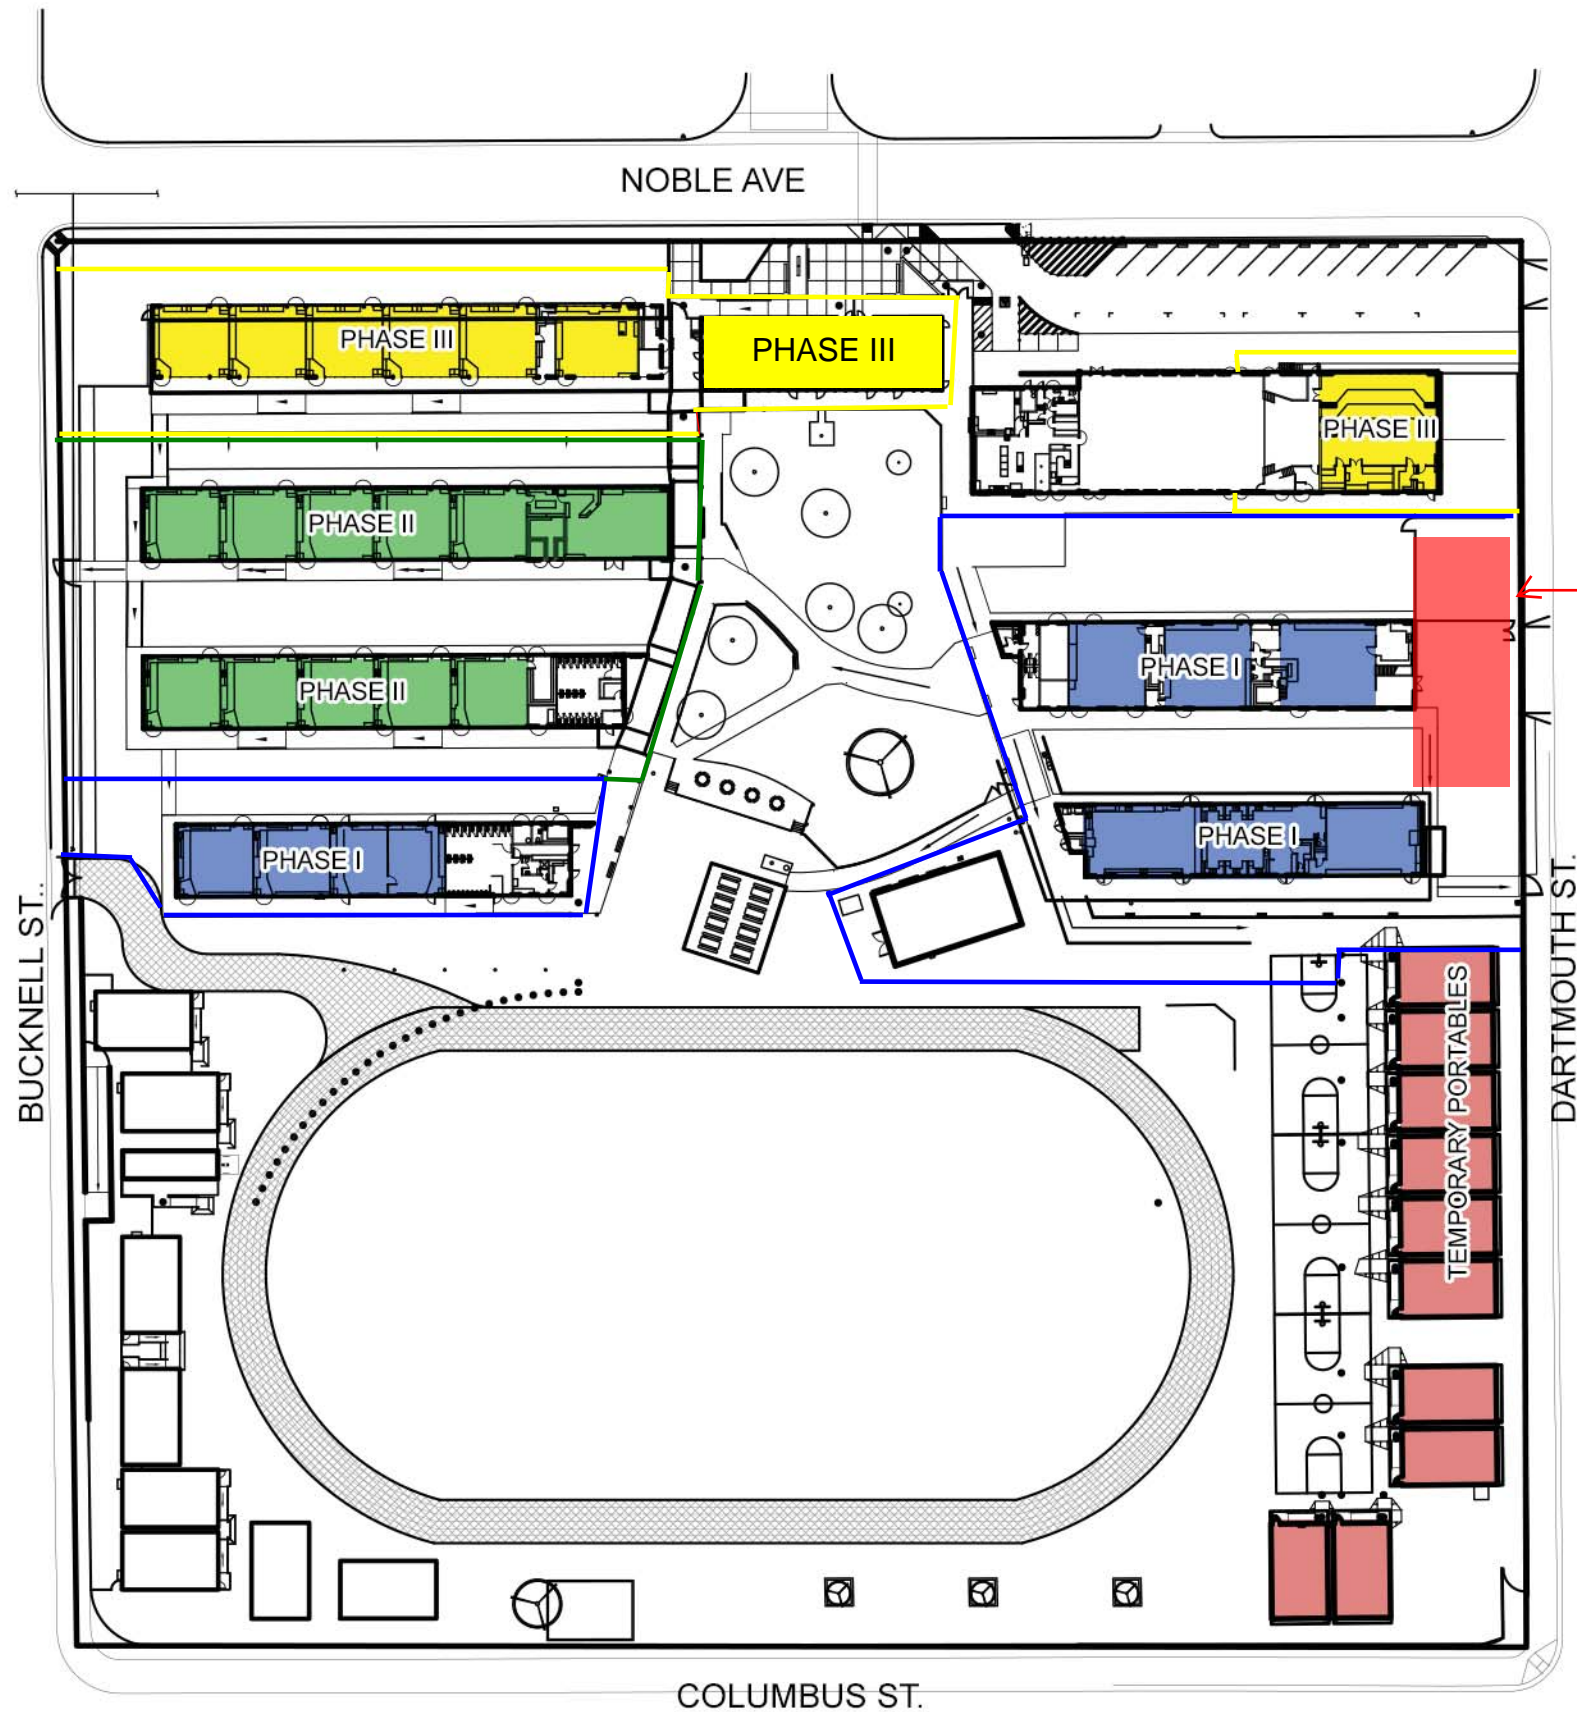 NOBLE AVE
PHASE III
PHASE III
PHASE III
PHASE II
PHASE II
PHASE I
PHASE I
PHASE I
BUCKNELL ST..
DARTMOUTH ST.
TEMPORARY PORTABLES
COLUMBUS ST.